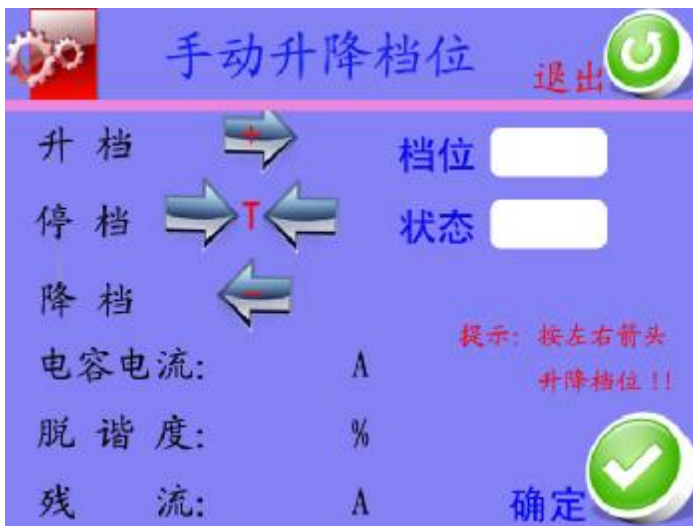 手动升降档位
退出
升 档 + 档位
停 档 T 状态
降 档 -
提示：按左右箭头
升降档位!!
电容电流: A
脱 谐 度: %
残 流: A
确定